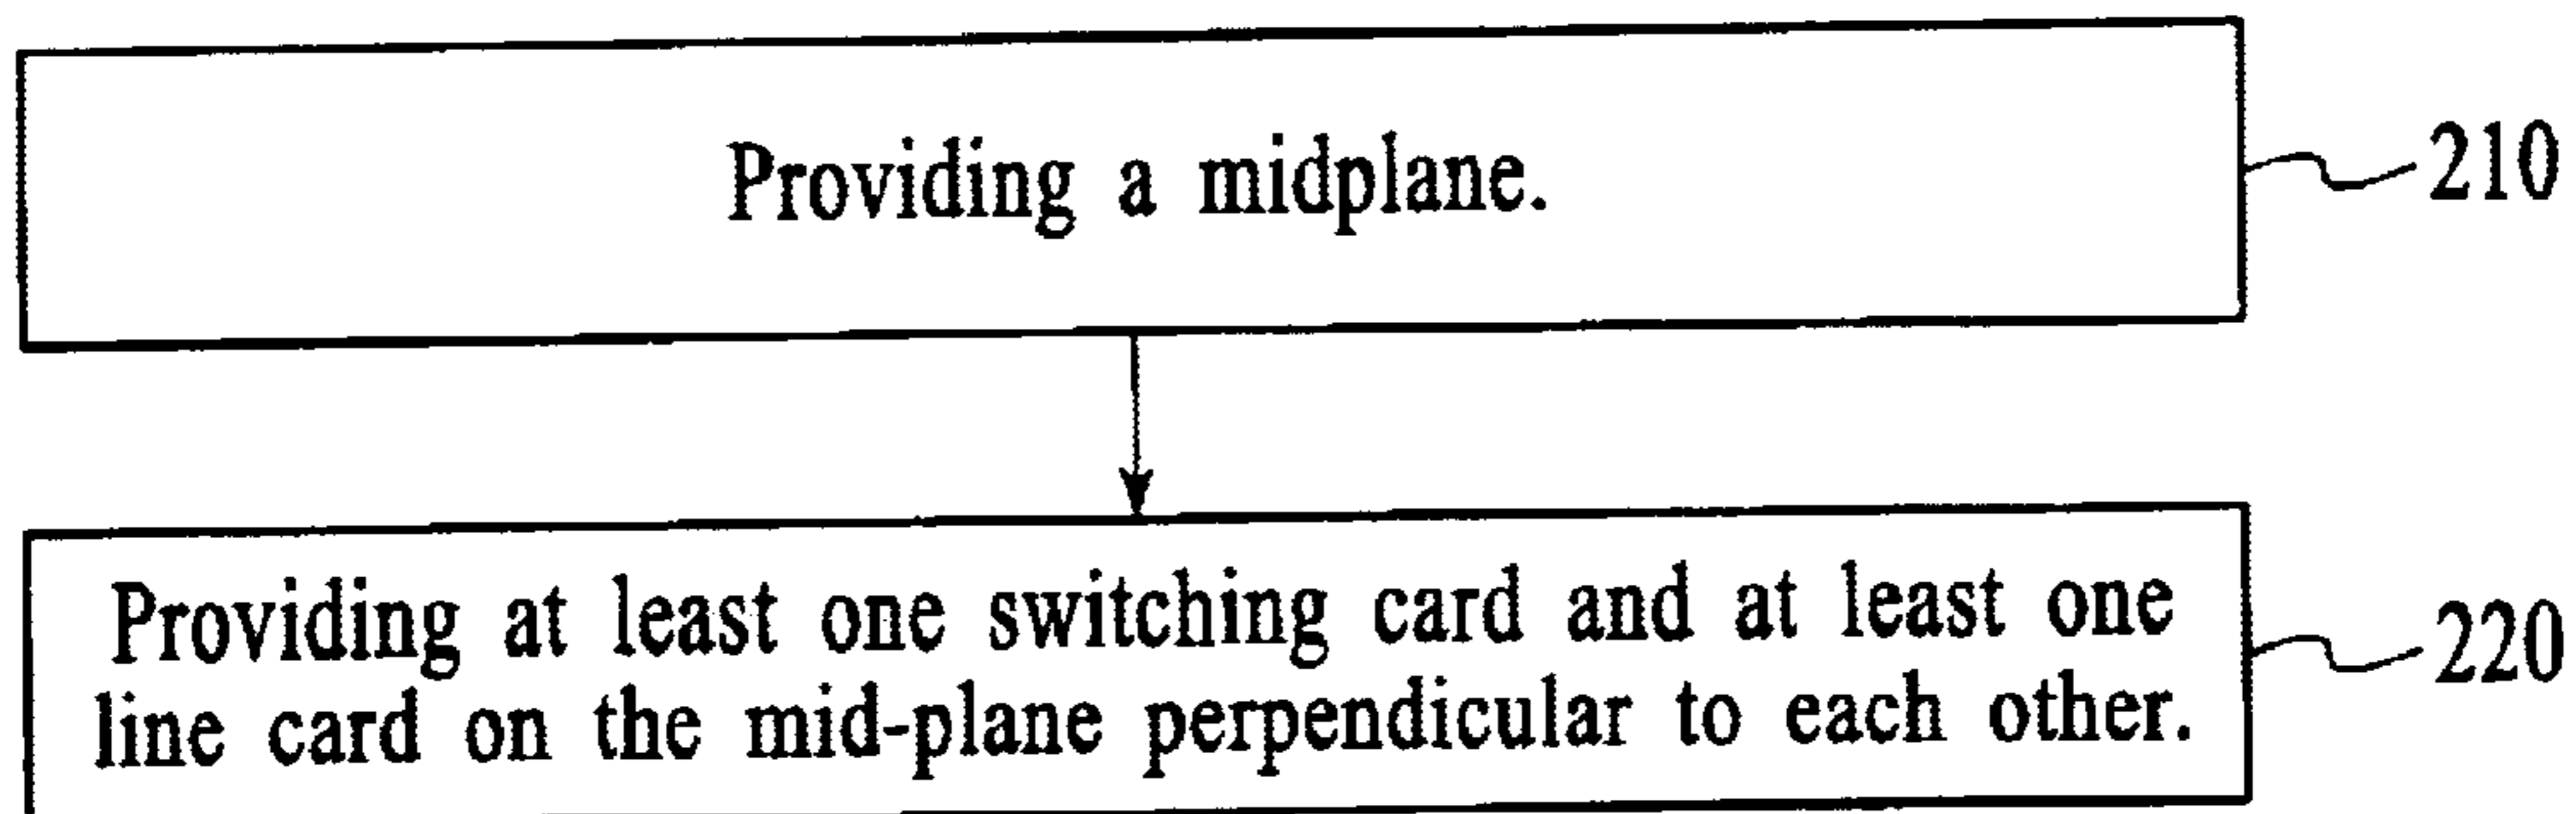 Providing a midplane.
210
Providing at least one switching card and at least one
line card on the mid-plane perpendicular to each other.
220